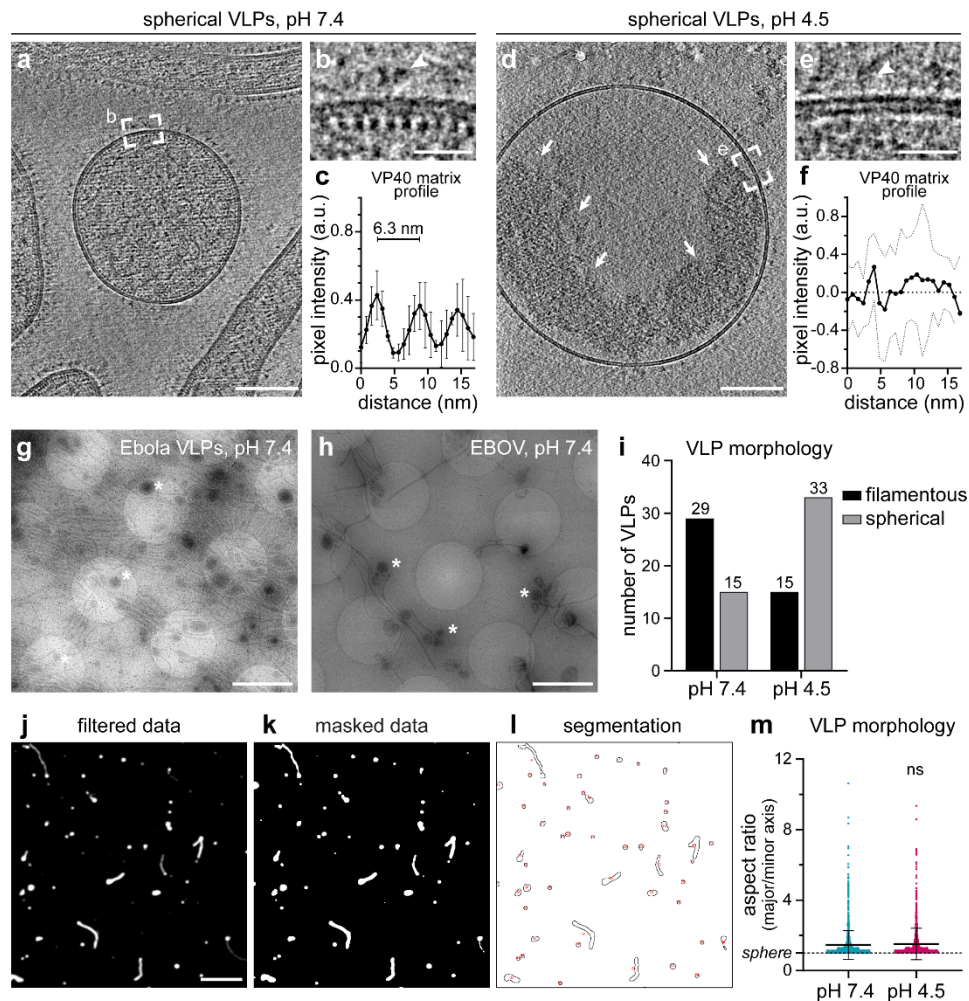 spherical VLPs, pH 7.4
spherical VLPs, pH 4.5
a
b
b
c
VP40 matrix
profile
6.3 nm
pixel intensity (a.u.)
0.8
0.4
0
0
5
10
15
distance (nm)
d
e
e
f
VP40 matrix
profile
pixel intensity (a.u.)
0.8
0.4
0.0
-0.4
-0.8
0
5
10
15
distance (nm)
g
Ebola VLPs, pH 7.4
*
*
*
h
EBOV, pH 7.4
*
*
*
i
VLP morphology
number of VLPs
40
30
20
10
0
29
15
15
33
pH 7.4
pH 4.5
filamentous
spherical
j
filtered data
k
masked data
l
segmentation
m
VLP morphology
ns
aspect ratio
(major/minor axis)
12
8
4
0
sphere
pH 7.4
pH 4.5